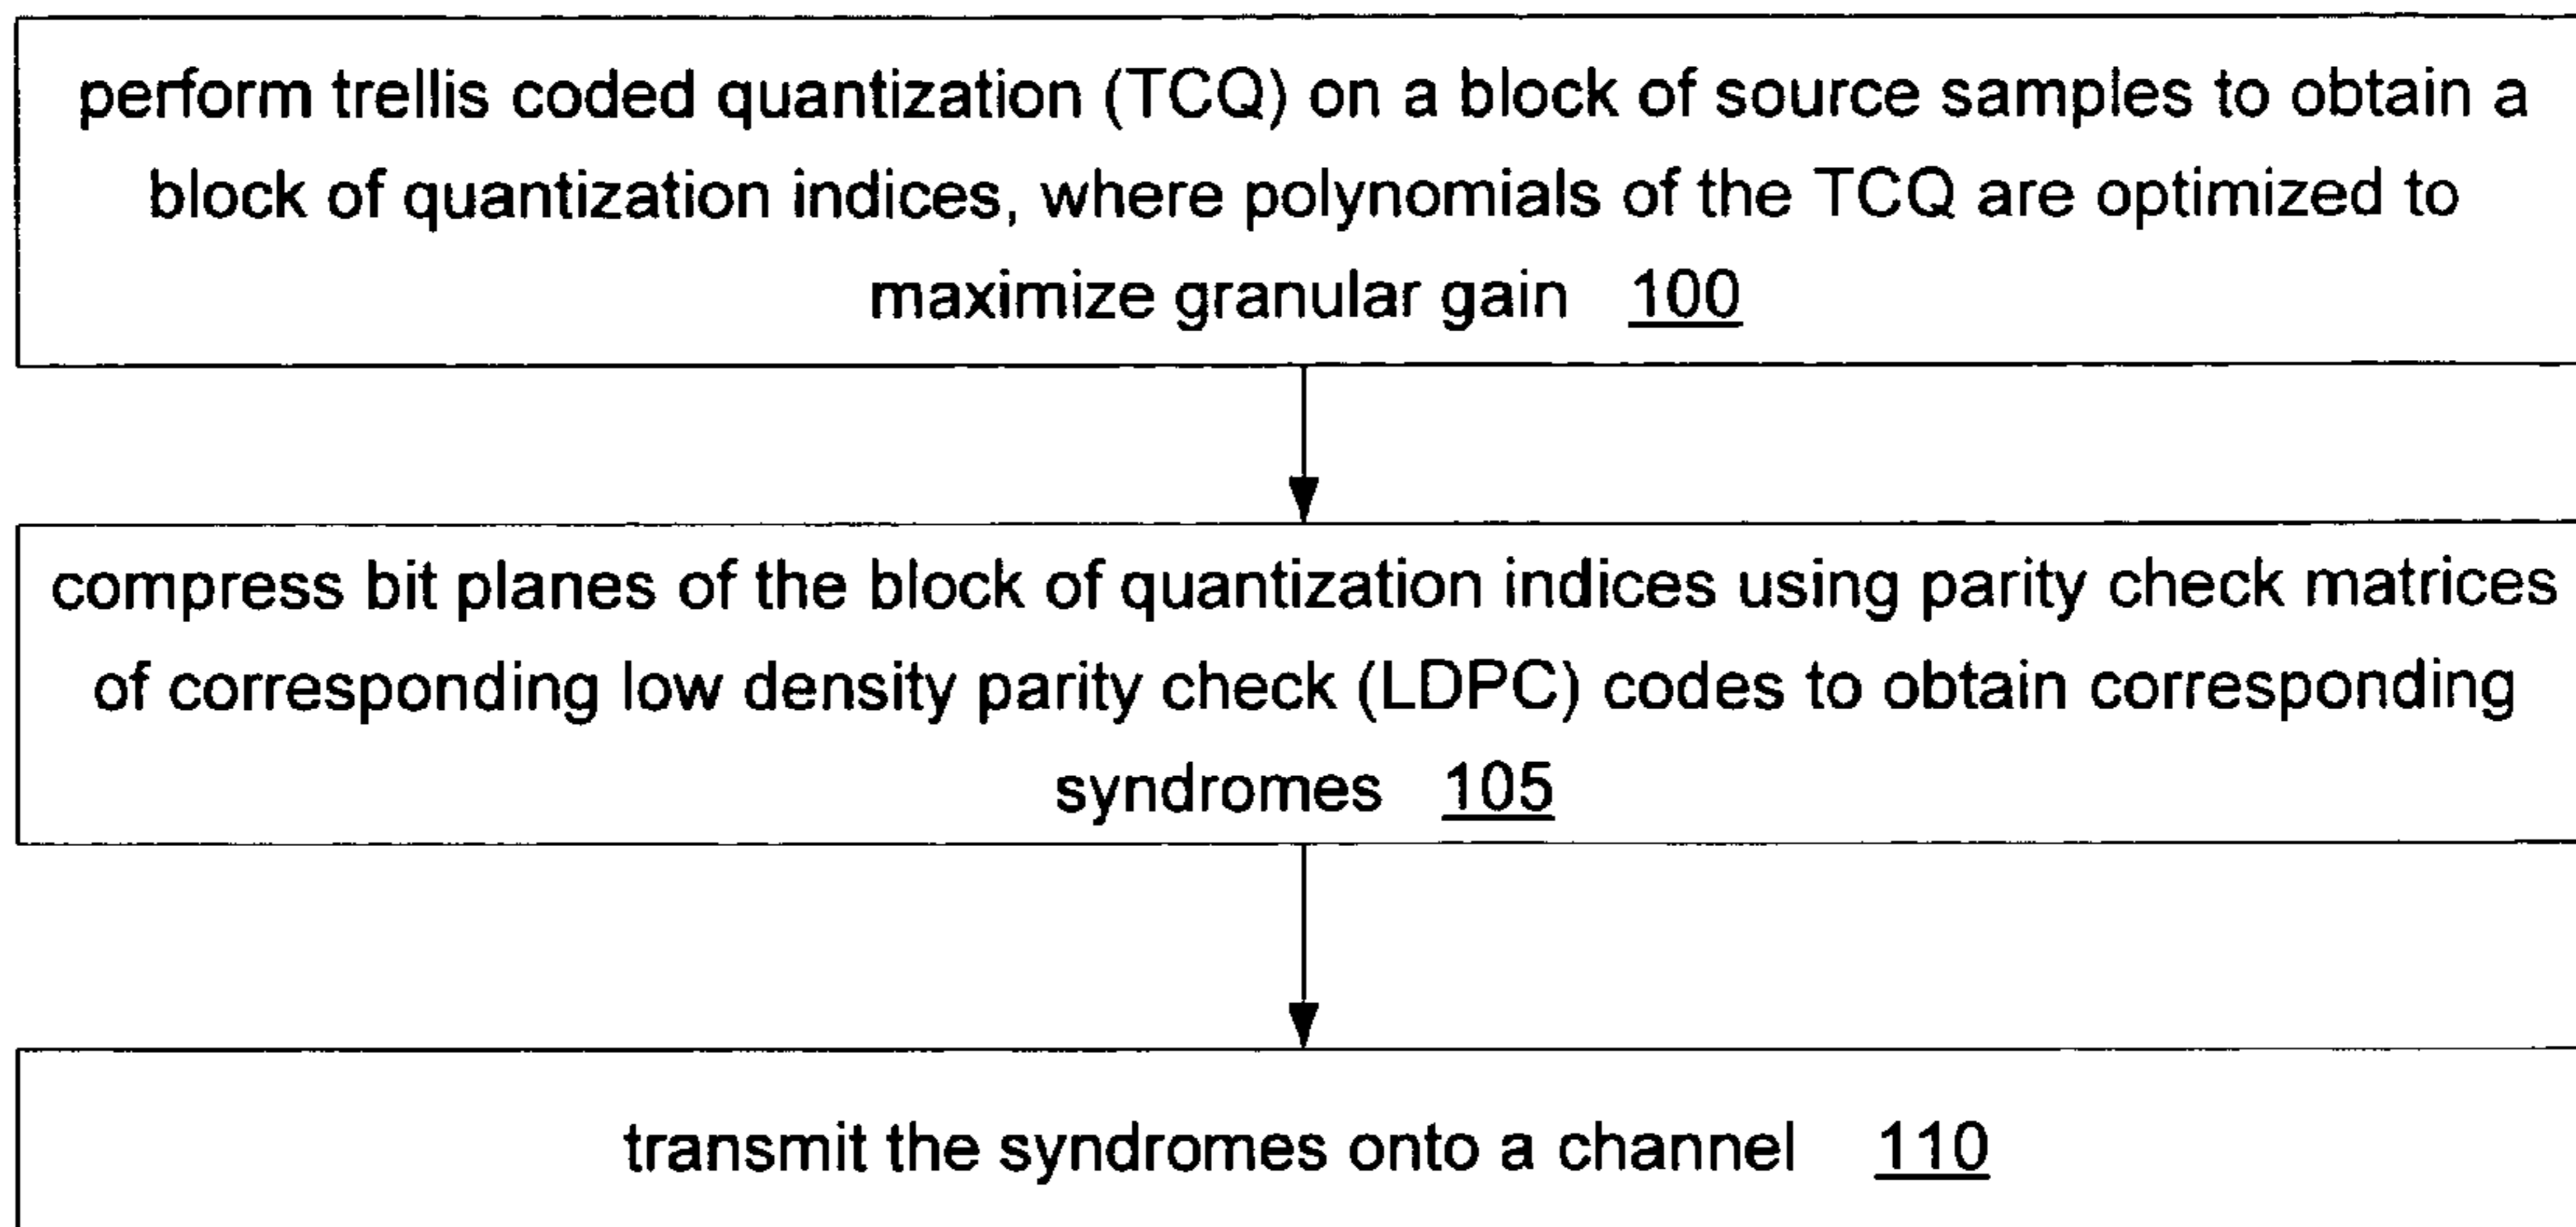 perform trellis coded quantization (TCQ) on a block of source samples to obtain a
block of quantization indices, where polynomials of the TCQ are optimized to
maximize granular gain 100
compress bit planes of the block of quantization indices using parity check matrices
of corresponding low density parity check (LDPC) codes to obtain corresponding
syndromes 105
transmit the syndromes onto a channel 110